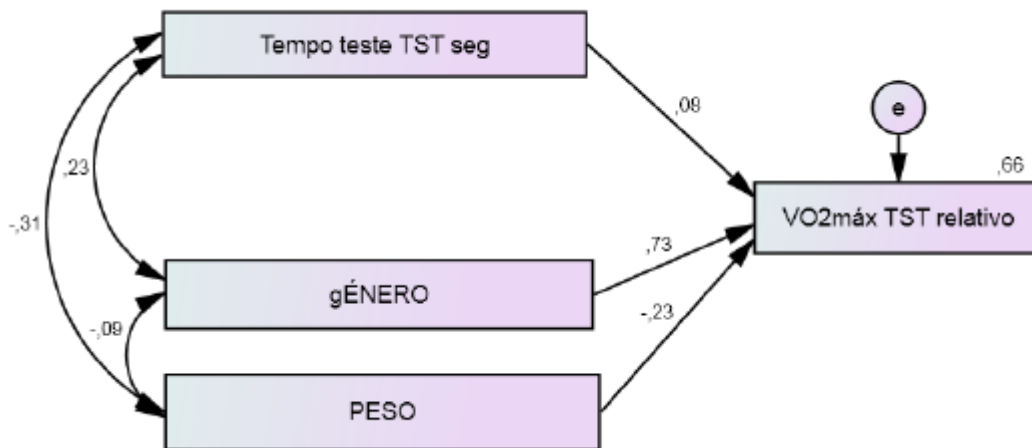 Tempo teste TST seg
,08
e
,66
,23
-,31
VO2máx TST relativo
gÉNERO
,73
-,09
-,23
PESO